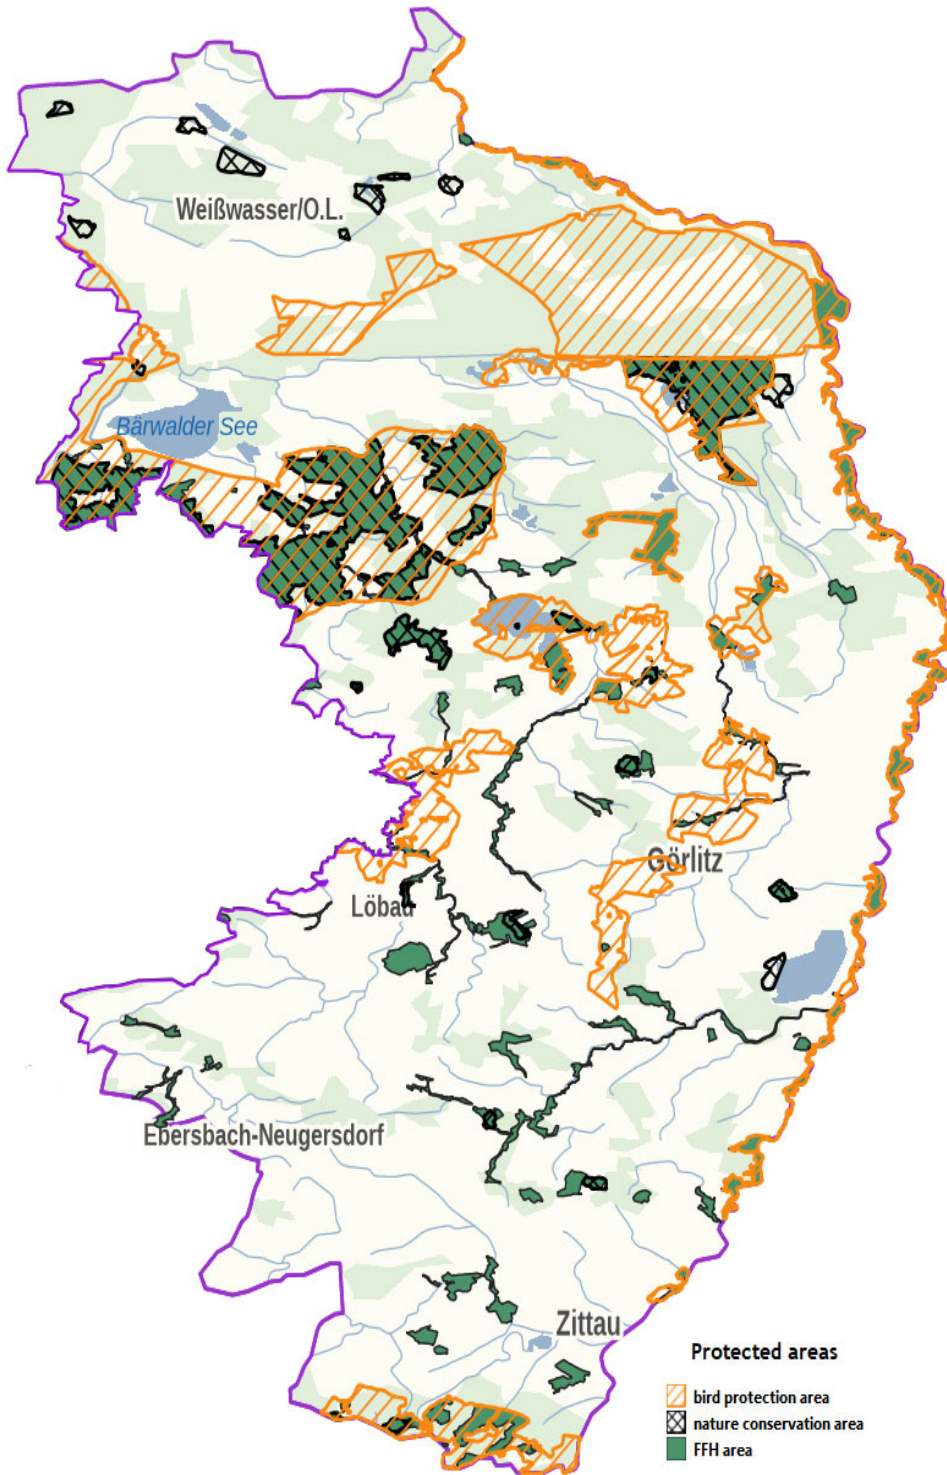 Weißwasser/O.L.
Bärwalder See
Görlitz
Löbau
Ebersbach-Neugersdorf
Zittau
Protected areas
bird protection area
nature conservation area
FFH area